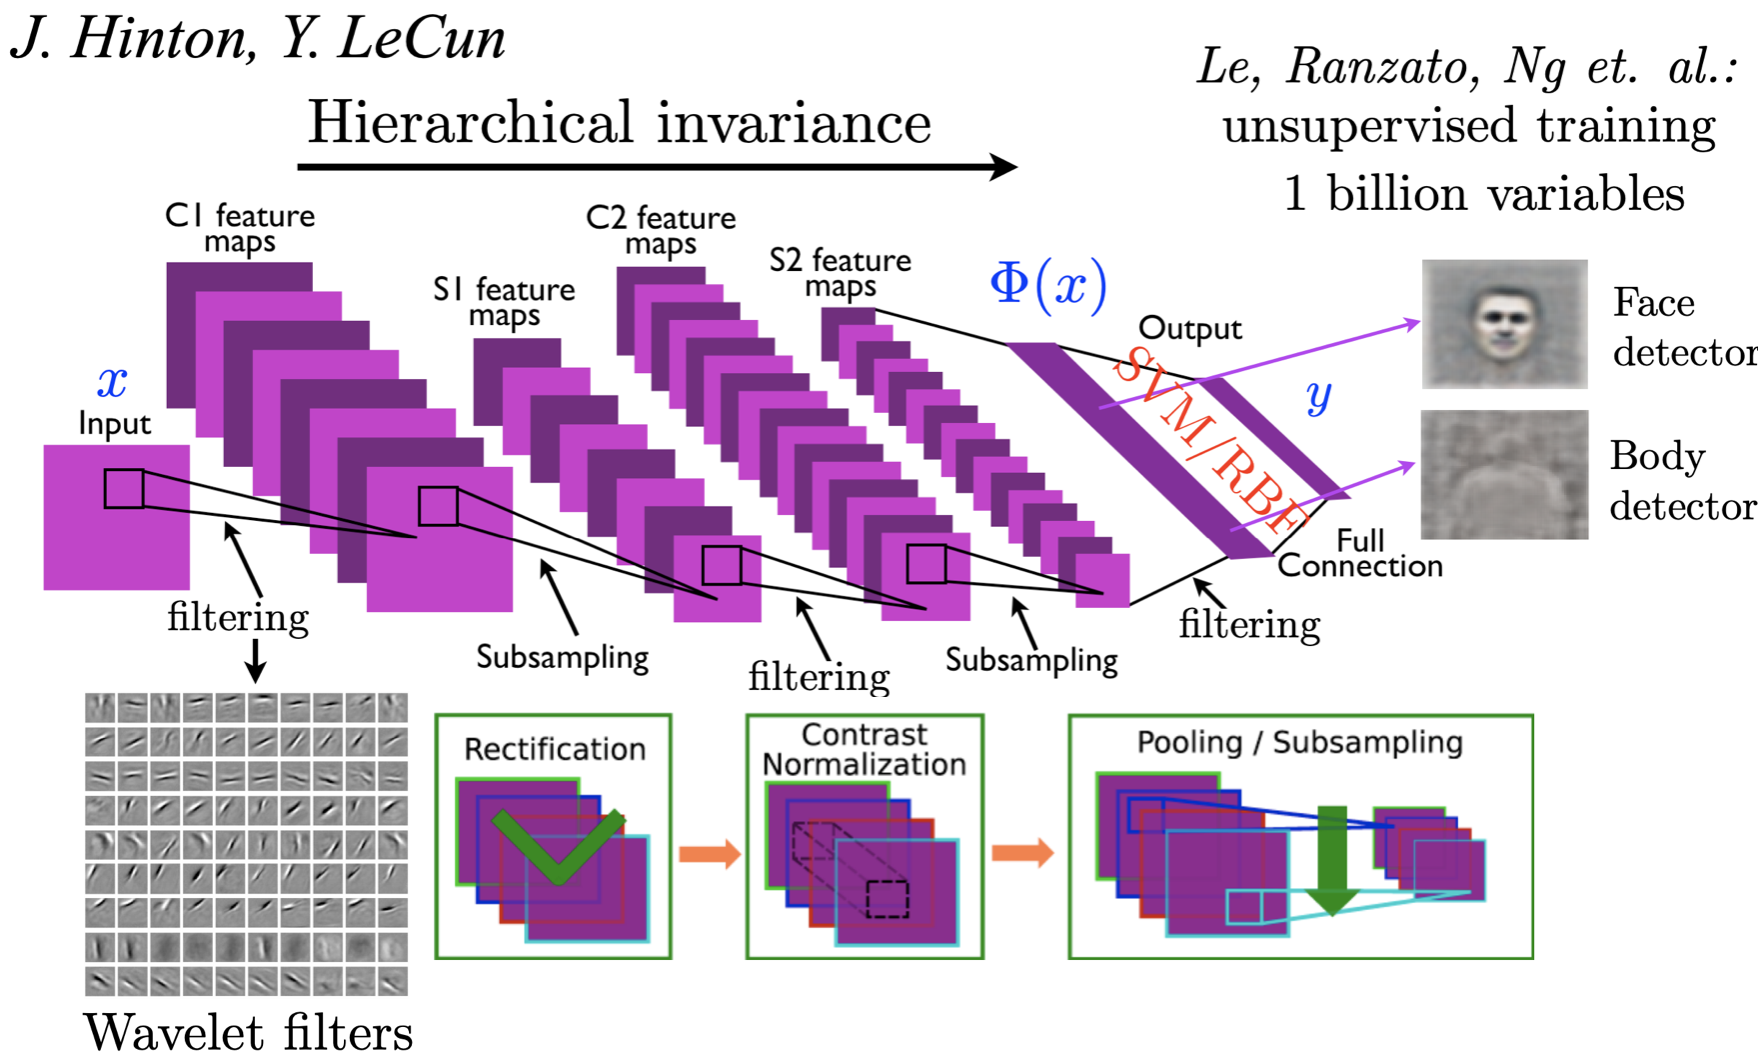 J. Hinton, Y. LeCun
Le, Ranzato, Ng et. al.:
unsupervised training
1 billion variables
Hierarchical invariance
C1 feature
maps
S1 feature
maps
C2 feature
maps
S2 feature
maps
Φ(x)
Output
SVM/RBF
y
Face
detector
Body
detector
x
Input
Full
Connection
filtering
Subsampling
filtering
Subsampling
filtering
Rectification
Contrast
Normalization
Pooling / Subsampling
Wavelet filters